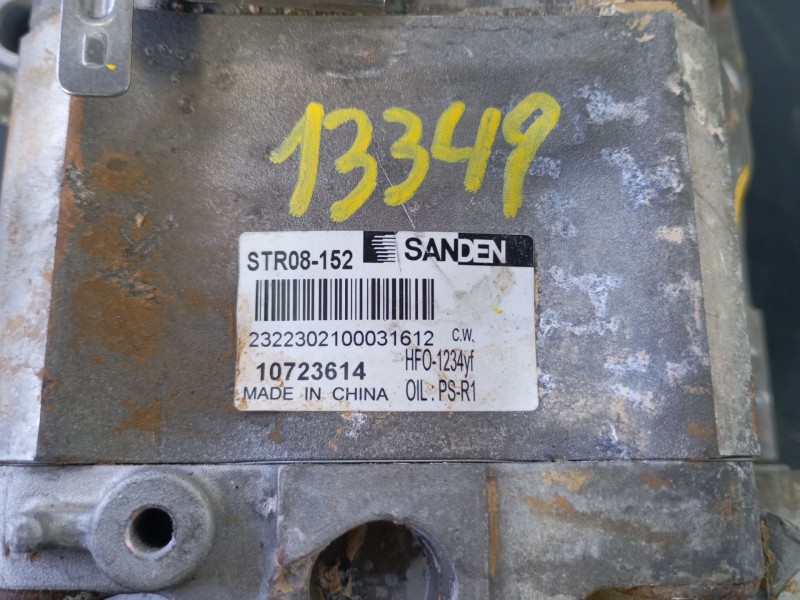 13349
STR08-152 SANDEN
2322302100031612 C.W.
10723614 HFO-1234yf
MADE IN CHINA OIL : PS-R1